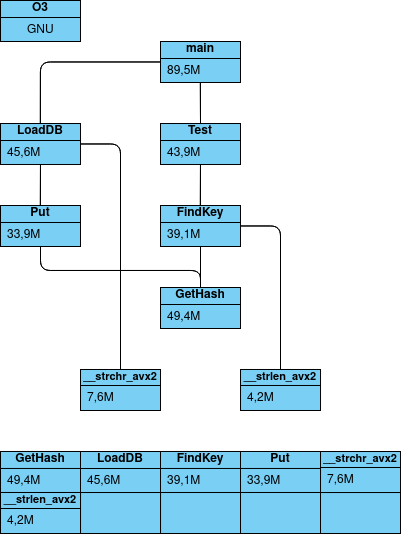 O3
GNU
main
89,5M
LoadDB
45,6M
Test
43,9M
Put
33,9M
FindKey
39,1M
GetHash
49,4M
__strchr_avx2
7,6M
__strlen_avx2
4,2M
GetHash LoadDB FindKey Put __strchr_avx2
49,4M 45,6M 39,1M 33,9M 7,6M
__strlen_avx2
4,2M